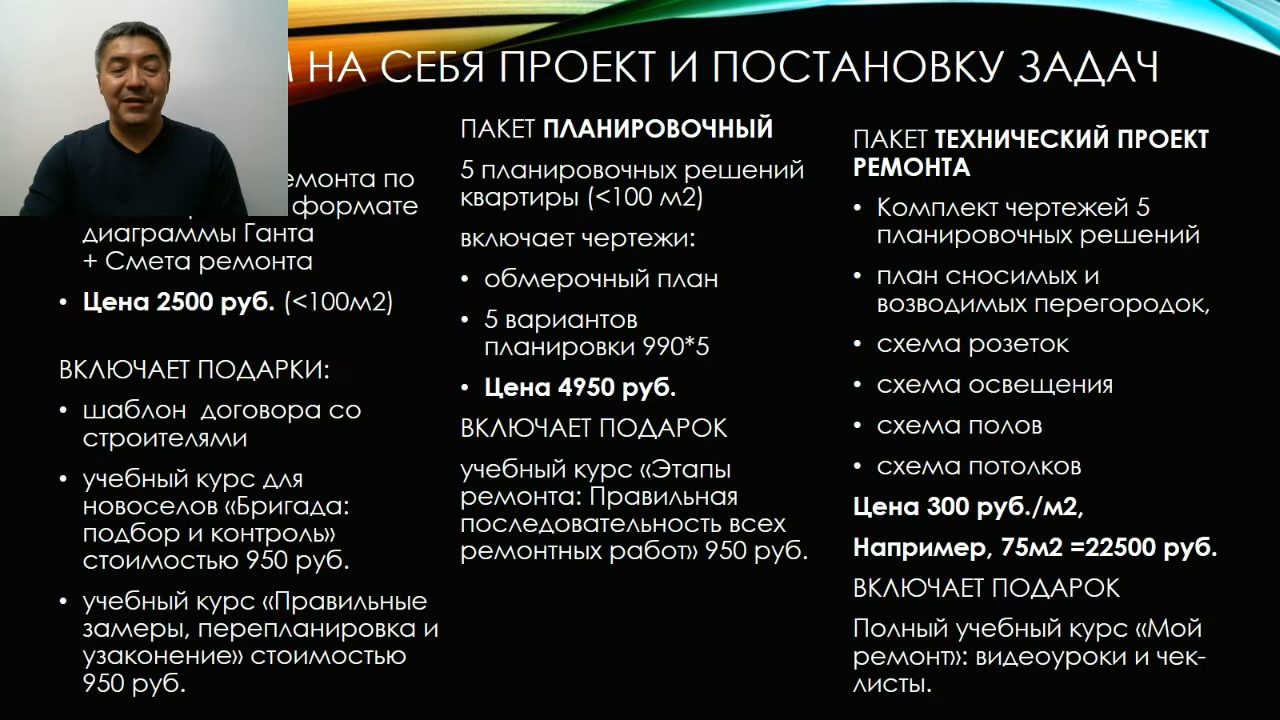 НА СЕБЯ ПРОЕКТ И ПОСТАНОВКУ ЗАДАЧ
по
формате
диаграммы Ганта
+ Смета ремонта
• Цена 2500 руб. (<100м2)
ВКЛЮЧАЕТ ПОДАРКИ:
• шаблон договора со
строителями
• учебный курс для
новоселов «Бригада:
подбор и контроль»
стоимостью 950 руб.
• учебный курс «Правильные
замеры, перепланировка и
узаконение» стоимостью
950 руб.
ПАКЕТ ПЛАНИРОВОЧНЫЙ
5 планировочных решений
квартиры (<100 м2)
включает чертежи:
• обмерочный план
• 5 вариантов
планировки 990*5
• Цена 4950 руб.
ВКЛЮЧАЕТ ПОДАРОК
учебный курс «Этапы
ремонта: Правильная
последовательность всех
ремонтных работ» 950 руб.
ПАКЕТ ТЕХНИЧЕСКИЙ ПРОЕКТ
РЕМОНТА
• Комплект чертежей 5
планировочных решений
• план сносимых и
возводимых перегородок,
• схема розеток
• схема освещения
• схема полов
• схема потолков
Цена 300 руб./м2,
Например, 75м2 =22500 руб.
ВКЛЮЧАЕТ ПОДАРОК
Полный учебный курс «Мой
ремонт»: видеоуроки и чек-
листы.